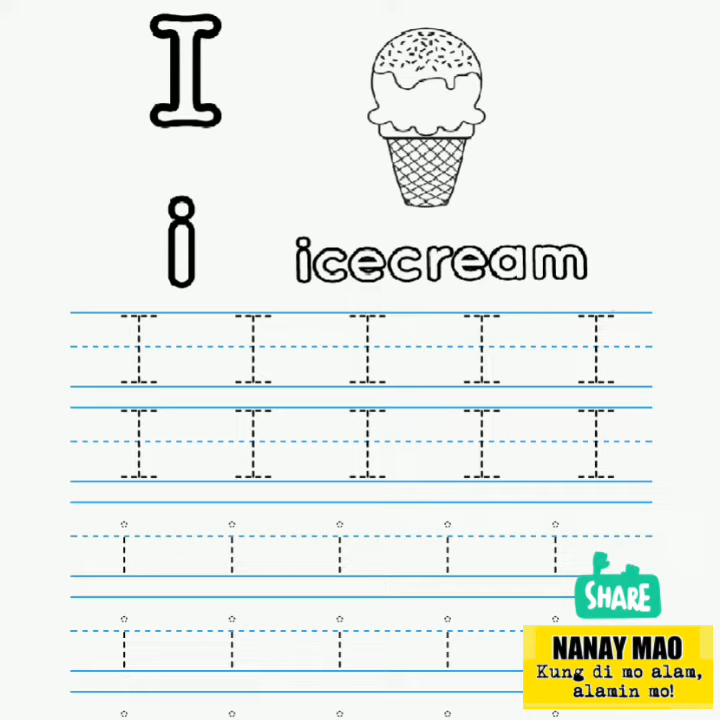 I
i
icecream
I I I I I
I I I I I
i i i i i
i i i i i
SHARE
NANAY MAO
Kung di mo alam,
alamin mo!